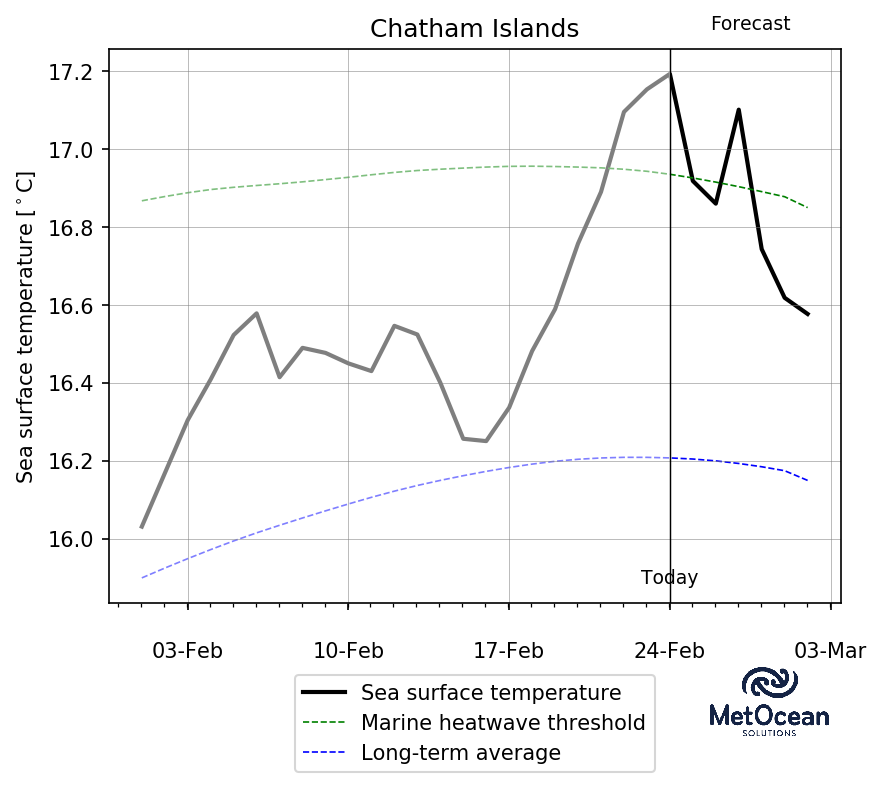 Chatham Islands
Forecast
Sea surface temperature [°C]
17.2
17.0
16.8
16.6
16.4
16.2
16.0
Today
03-Feb 10-Feb 17-Feb 24-Feb 03-Mar
Sea surface temperature
Marine heatwave threshold
Long-term average
MetOcean
SOLUTIONS